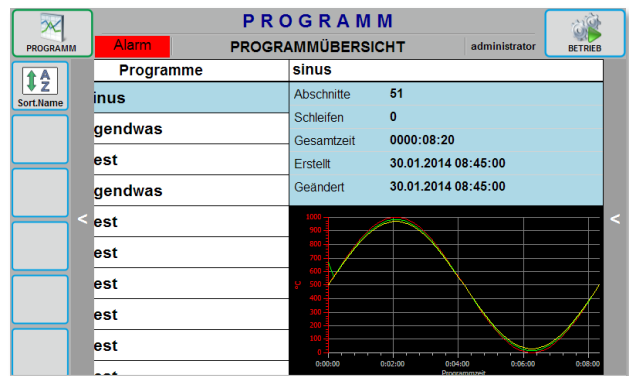 PROGRAMM
PROGRAMM
Alarm
PROGRAMMÜBERSICHT
administrator
BETRIEB
Sort.Name
A
Z
Programme
inus
gendwas
est
gendwas
est
est
est
est
est
sinus
Abschnitte 51
Schleifen 0
Gesamtzeit 0000:08:20
Erstellt 30.01.2014 08:45:00
Geändert 30.01.2014 08:45:00
<
<
1000
900
800
700
600
500
400
300
200
100
0
°C
0:00:00 0:02:00 0:04:00 0:06:00 0:08:00
Programmzeit